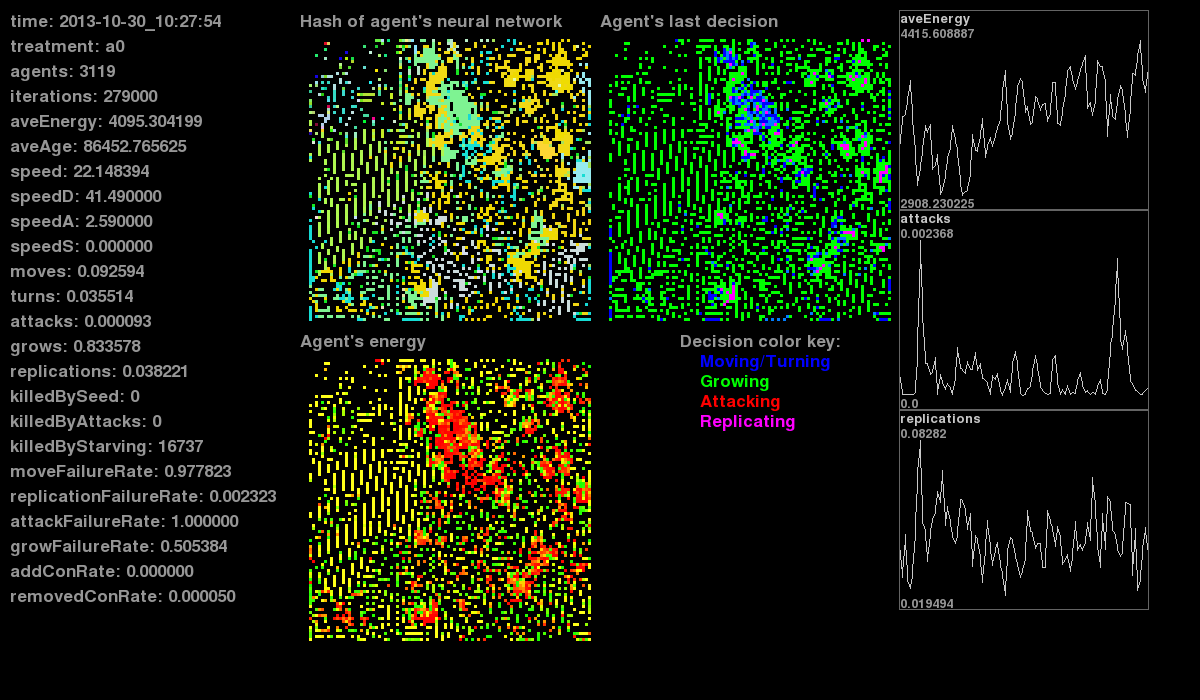 time: 2013-10-30_10:27:54
treatment: a0
agents: 3119
iterations: 279000
aveEnergy: 4095.304199
aveAge: 86452.765625
speed: 22.148394
speedD: 41.490000
speedA: 2.590000
speedS: 0.000000
moves: 0.092594
turns: 0.035514
attacks: 0.000093
grows: 0.833578
replications: 0.038221
killedBySeed: 0
killedByAttacks: 0
killedByStarving: 16737
moveFailureRate: 0.977823
replicationFailureRate: 0.002323
attackFailureRate: 1.000000
growFailureRate: 0.505384
addConRate: 0.000000
removedConRate: 0.000050
Hash of agent's neural network
Agent's last decision
Agent's energy
Decision color key:
Moving/Turning
Growing
Attacking
Replicating
aveEnergy
4415.608887
2908.230225
attacks
0.002368
0.0
replications
0.08282
0.019494